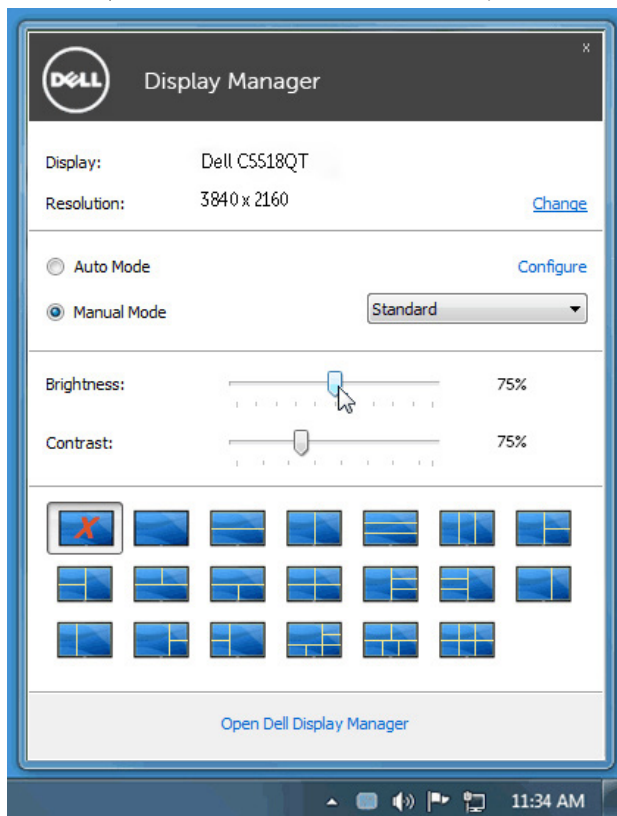 DELL
Display Manager
x
Display: Dell C5518QT
Resolution: 3840 x 2160 Change
Auto Mode Configure
Manual Mode Standard
Brightness: 75%
Contrast: 75%
X
Open Dell Display Manager
11:34 AM